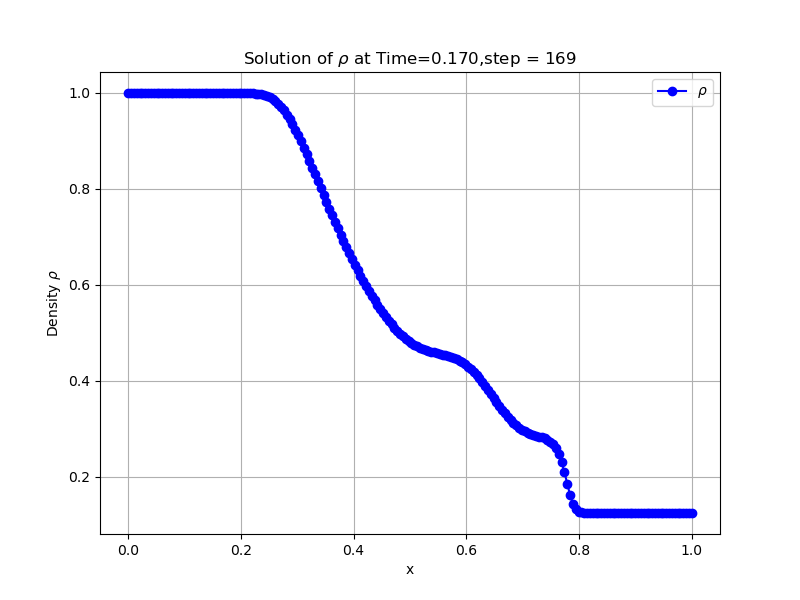 Solution of ρ at Time=0.170,step = 169
ρ
Density ρ
1.0
0.8
0.6
0.4
0.2
0.0 0.2 0.4 0.6 0.8 1.0
x